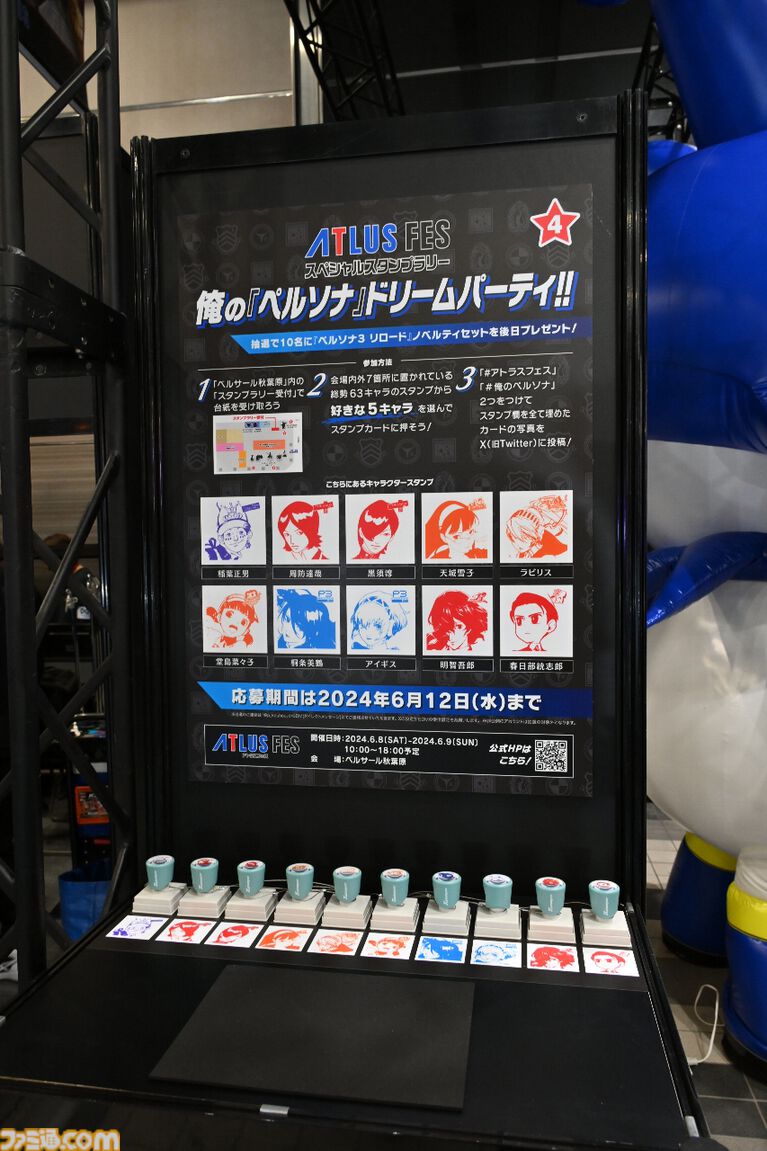 ATLUS FES
スペシャルスタンプラリー
4
俺の『ペルソナ』ドリームパーティ!!
抽選で10名に『ペルソナ3 リロード』ノベルティセットを後日プレゼント!
参加方法
1
「ベルサール秋葉原」内の
「スタンプラリー受付」で
台紙を受け取ろう
2
会場内外7箇所に置かれている
総勢63キャラのスタンプから
好きな5キャラ を選んで
スタンプカードに押そう!
3
「#アトラスフェス」
「#俺のペルソナ」
2つをつけて
スタンプ欄を全て埋めた
カードの写真を
X(旧Twitter)に投稿!
こちらにあるキャラクタースタンプ
稲葉正男
周防達哉
黒須淳
天城雪子
ラビリス
P3
P3
堂島菜々子
桐条美鶴
アイギス
明智吾郎
春日部統志郎
応募期間は2024年6月12日(水)まで
ATLUS FES
開催日時:2024.6.8(SAT)-2024.6.9(SUN)
10:00〜18:00予定
会 場:ベルサール秋葉原
公式HPは
こちら!
ファミ通.com